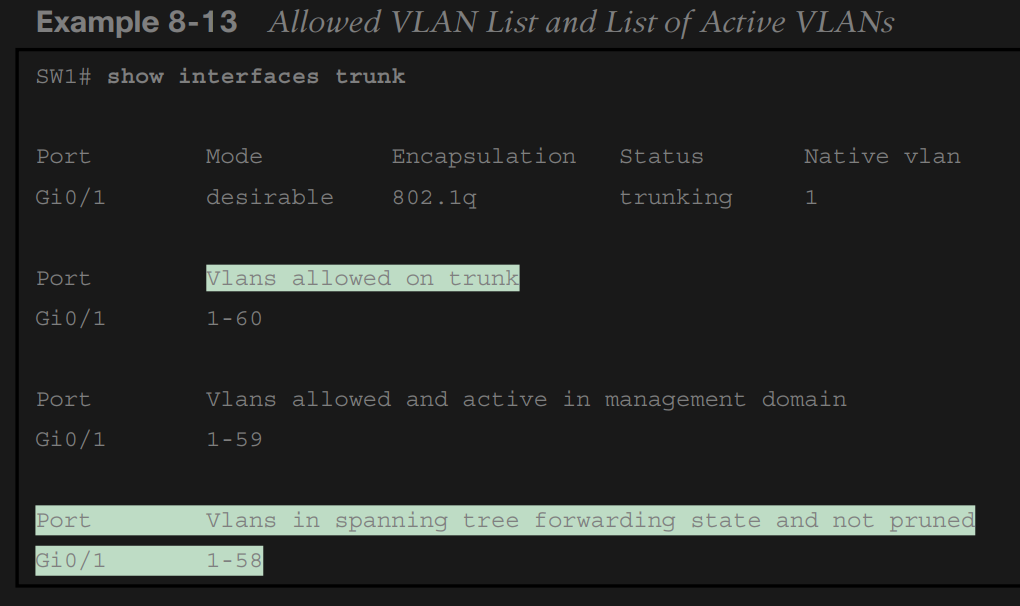 Example 8-13 Allowed VLAN List and List of Active VLANs
SW1# show interfaces trunk
Port Mode Encapsulation Status Native vlan
Gi0/1 desirable 802.1q trunking 1
Port Vlans allowed on trunk
Gi0/1 1-60
Port Vlans allowed and active in management domain
Gi0/1 1-59
Port Vlans in spanning tree forwarding state and not pruned
Gi0/1 1-58